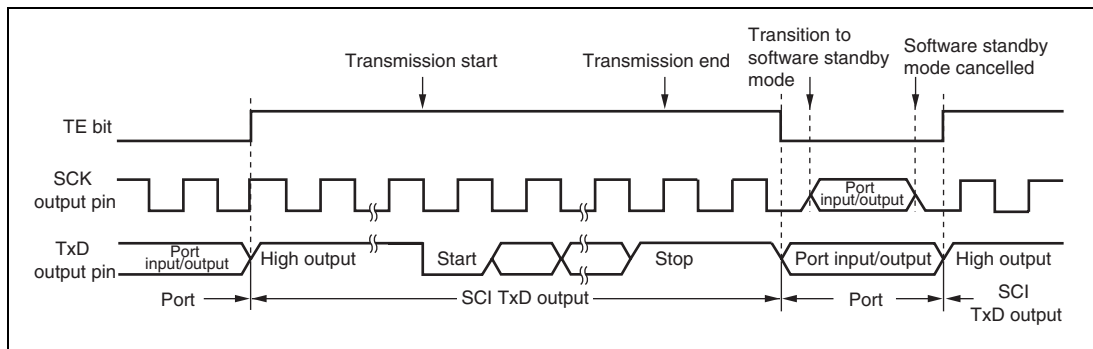 Transmission start
Transmission end
Transition to
software standby
mode
Software standby
mode cancelled
TE bit
SCK
output pin
Port
input/output
TxD
output pin
Port
input/output
High output
Start
Stop
Port input/output
High output
Port
SCI TxD output
Port
SCI
TxD output